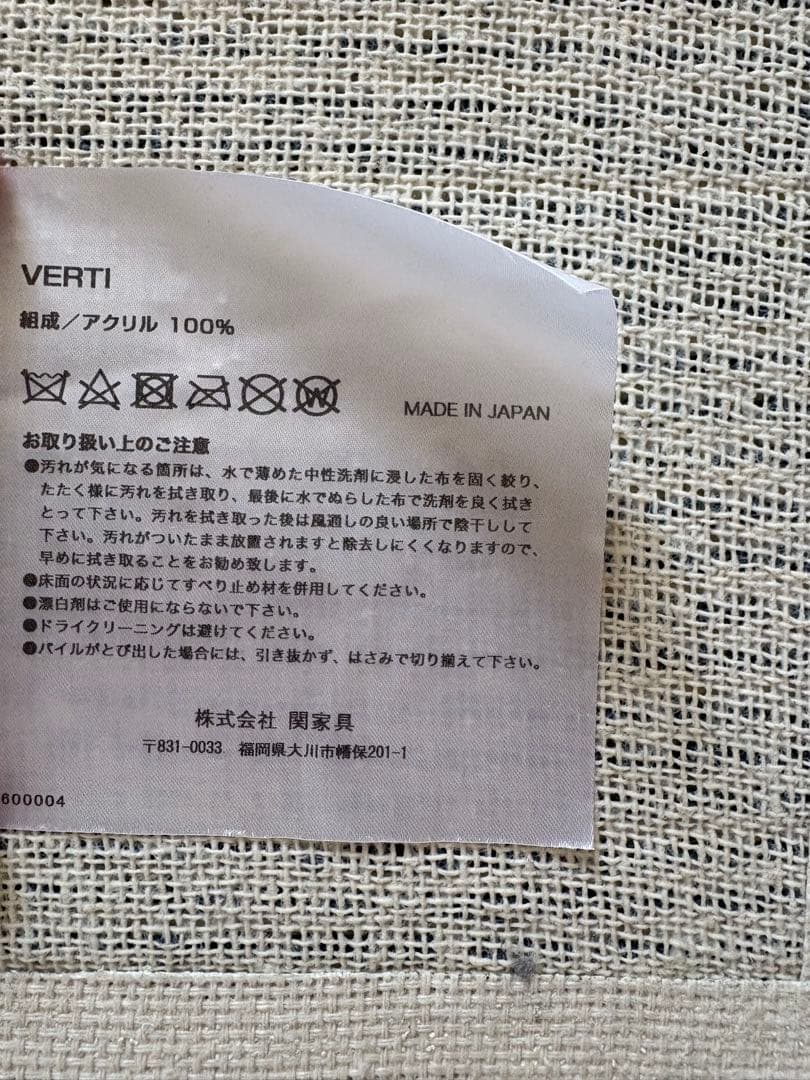 VERTI
組成／アクリル 100%
MADE IN JAPAN
お取り扱い上のご注意
●汚れが気になる箇所は、水で薄めた中性洗剤に浸した布を固く絞り、
たたく様に汚れを拭き取り、最後に水でぬらした布で洗剤を良く拭き
とって下さい。汚れを拭き取った後は風通しの良い場所で陰干しして
下さい。汚れがついたまま放置されますと除去しにくくなりますので、
早めに拭き取ることをお勧め致します。
●床面の状況に応じてすべり止め材を併用してください。
●漂白剤はご使用にならないで下さい。
●ドライクリーニングは避けてください。
●パイルがとび出した場合には、引き抜かず、はさみで切り揃えて下さい。
株式会社 関家具
〒831-0033 福岡県大川市幡保201-1
600004